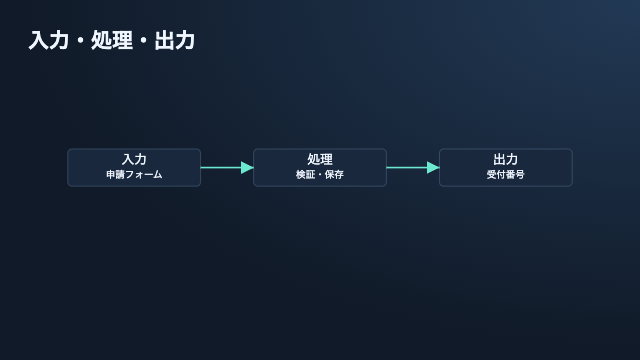 入力・処理・出力
入力
申請フォーム
処理
検証・保存
出力
受付番号